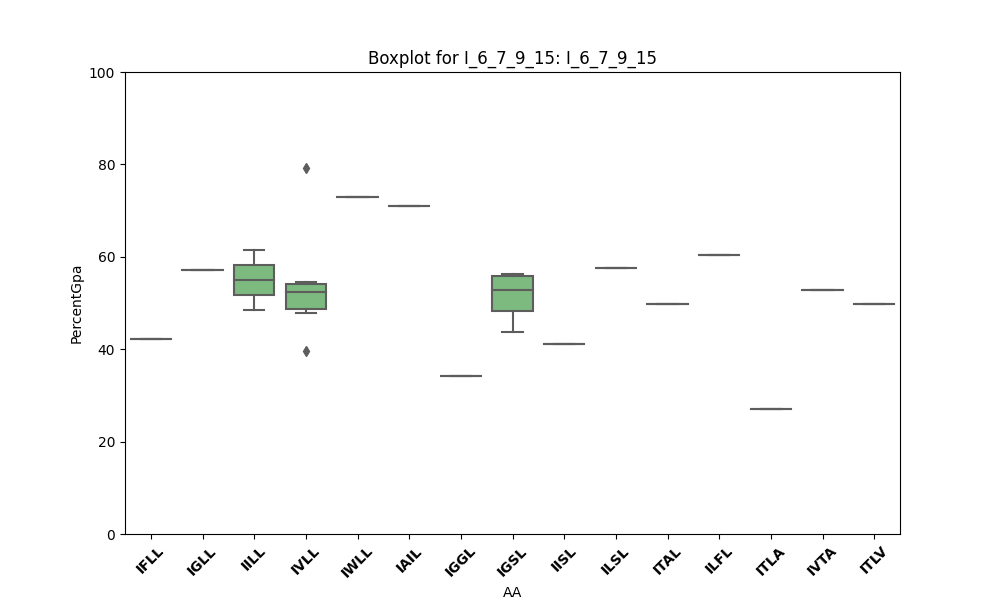 Boxplot for I_6_7_9_15: I_6_7_9_15
100
80
60
40
20
0
PercentGpa
IFLL
IGLL
IILL
IVLL
IWLL
IAIL
IGGL
IGSL
IISL
ILSL
ITAL
ILFL
ITLA
IVTA
ITLV
AA